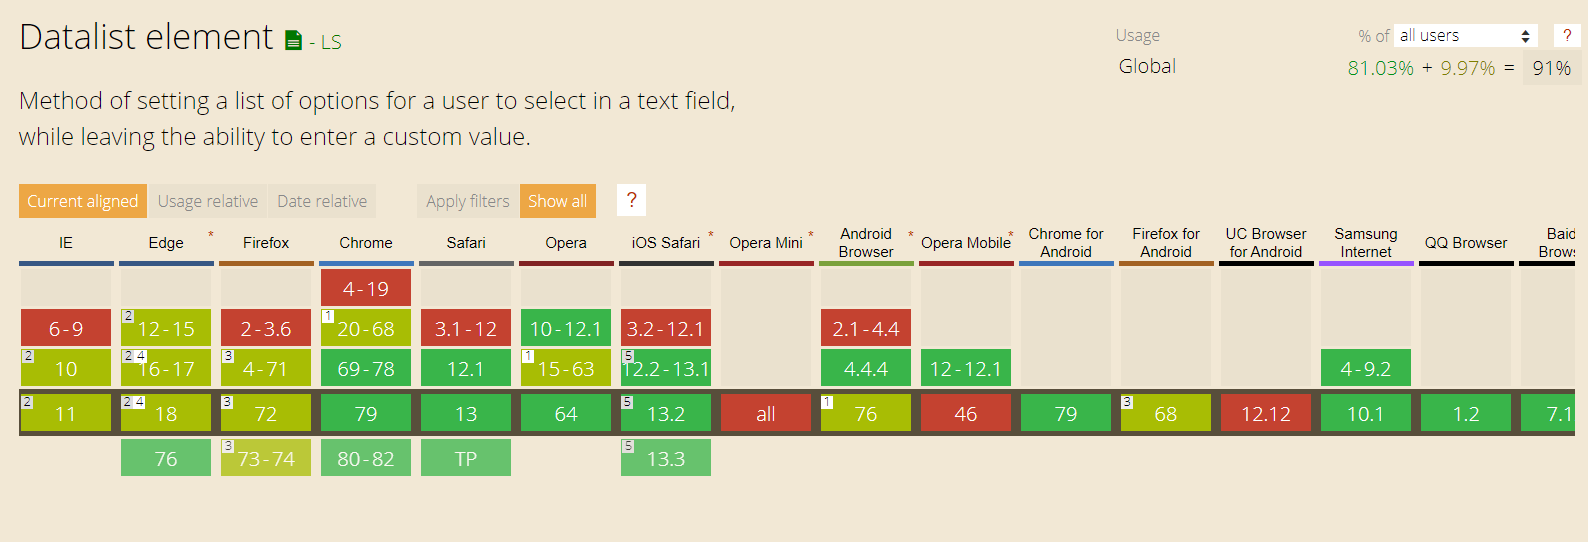 Datalist element - LS
Usage % of all users ?
Global 81.03% + 9.97% = 91%
Method of setting a list of options for a user to select in a text field,
while leaving the ability to enter a custom value.
Current aligned Usage relative Date relative Apply filters Show all ?
IE Edge * Firefox Chrome Safari Opera iOS Safari * Opera Mini * Android Browser * Opera Mobile * Chrome for Android Firefox for Android UC Browser for Android Samsung Internet QQ Browser
4-19
6-9 2 12-15 2-3.6 1 20-68 3.1-12 10-12.1 3.2-12.1 2.1-4.4
2 10 2 4 16-17 3 4-71 69-78 12.1 1 15-63 5 12.2-13.1 4.4.4 12-12.1 4-9.2
2 11 2 4 18 3 72 79 13 64 5 13.2 all 1 76 46 79 3 68 12.12 10.1 1.2 7.1
76 3 73-74 80-82 TP 5 13.3